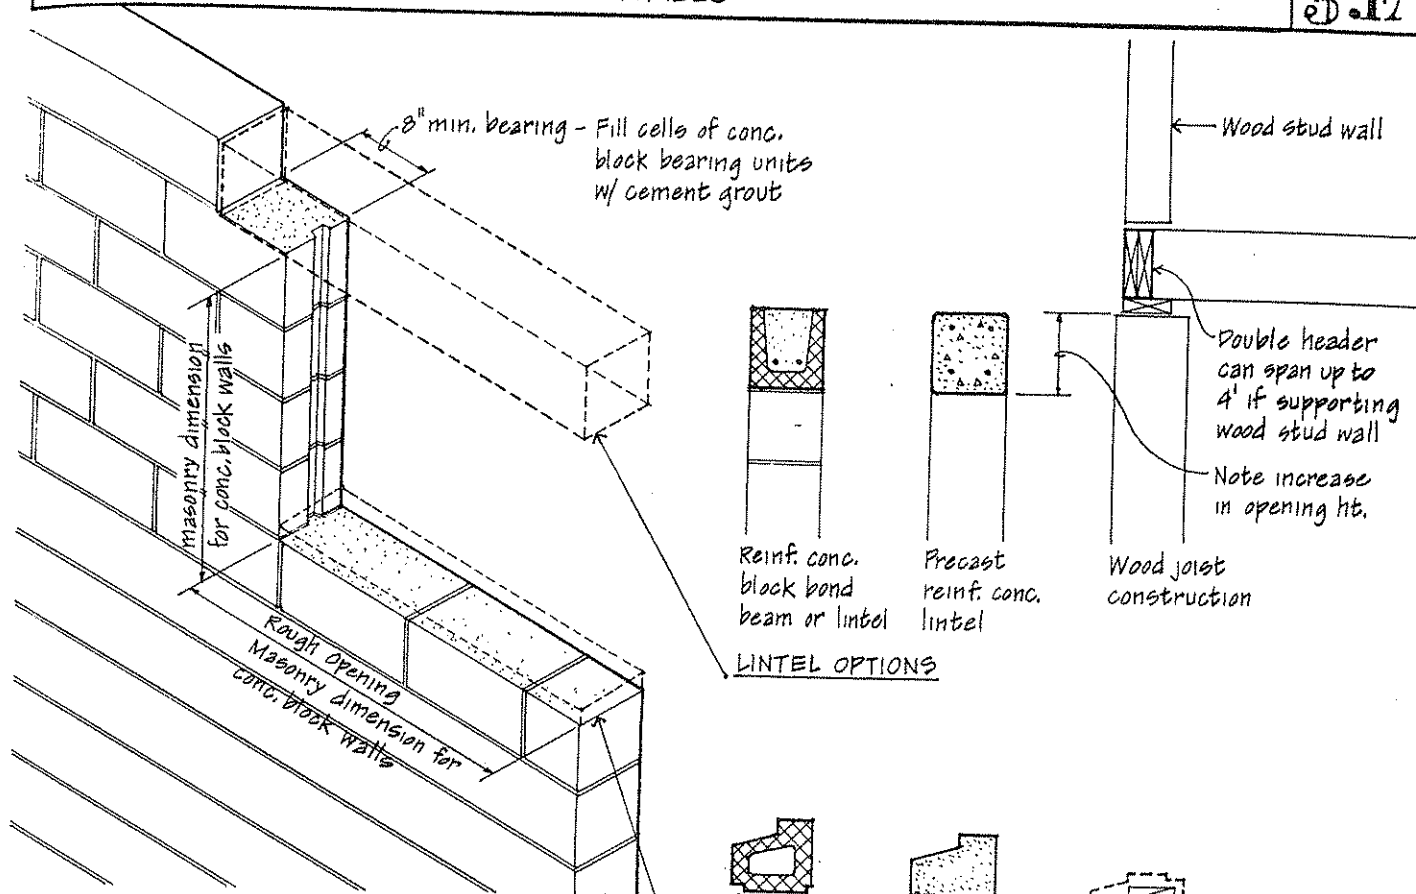 8" min. bearing - Fill cells of conc.
block bearing units
w/ cement grout
Wood stud wall
masonry dimension
for conc. block walls
Double header
can span up to
4' if supporting
wood stud wall
Note increase
in opening ht.
Reinf. conc.
block bond
beam or lintel
Precast
reinf. conc.
lintel
Wood joist
construction
LINTEL OPTIONS
Rough opening
Masonry dimension for
conc. block walls